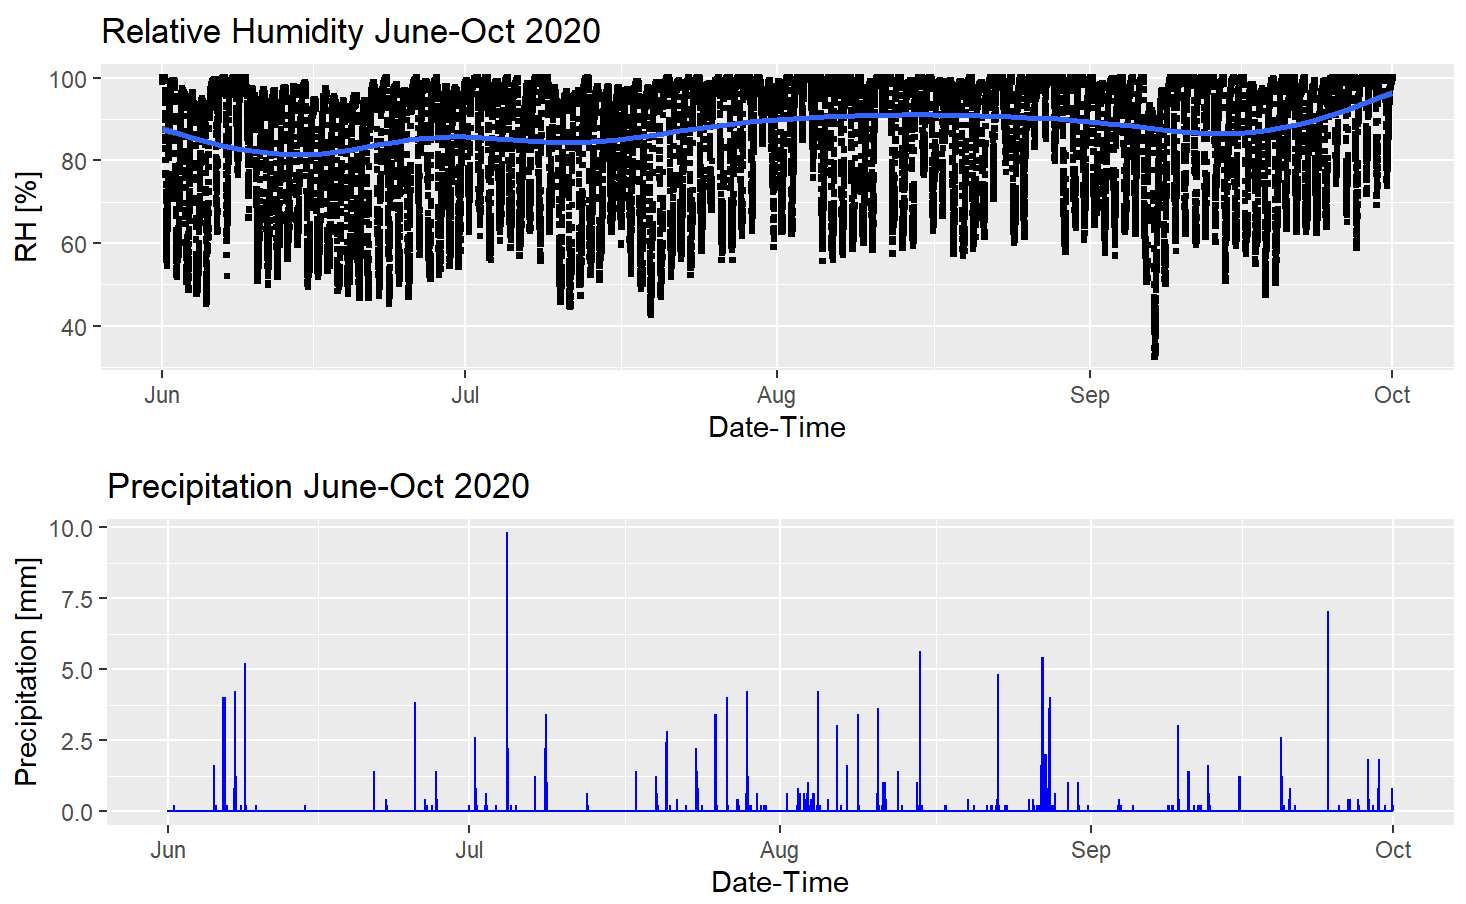 Relative Humidity June-Oct 2020
100
80
60
40
RH [%]
Jun Jul Aug Sep Oct
Date-Time
Precipitation June-Oct 2020
10.0
7.5
5.0
2.5
0.0
Precipitation [mm]
Jun Jul Aug Sep Oct
Date-Time